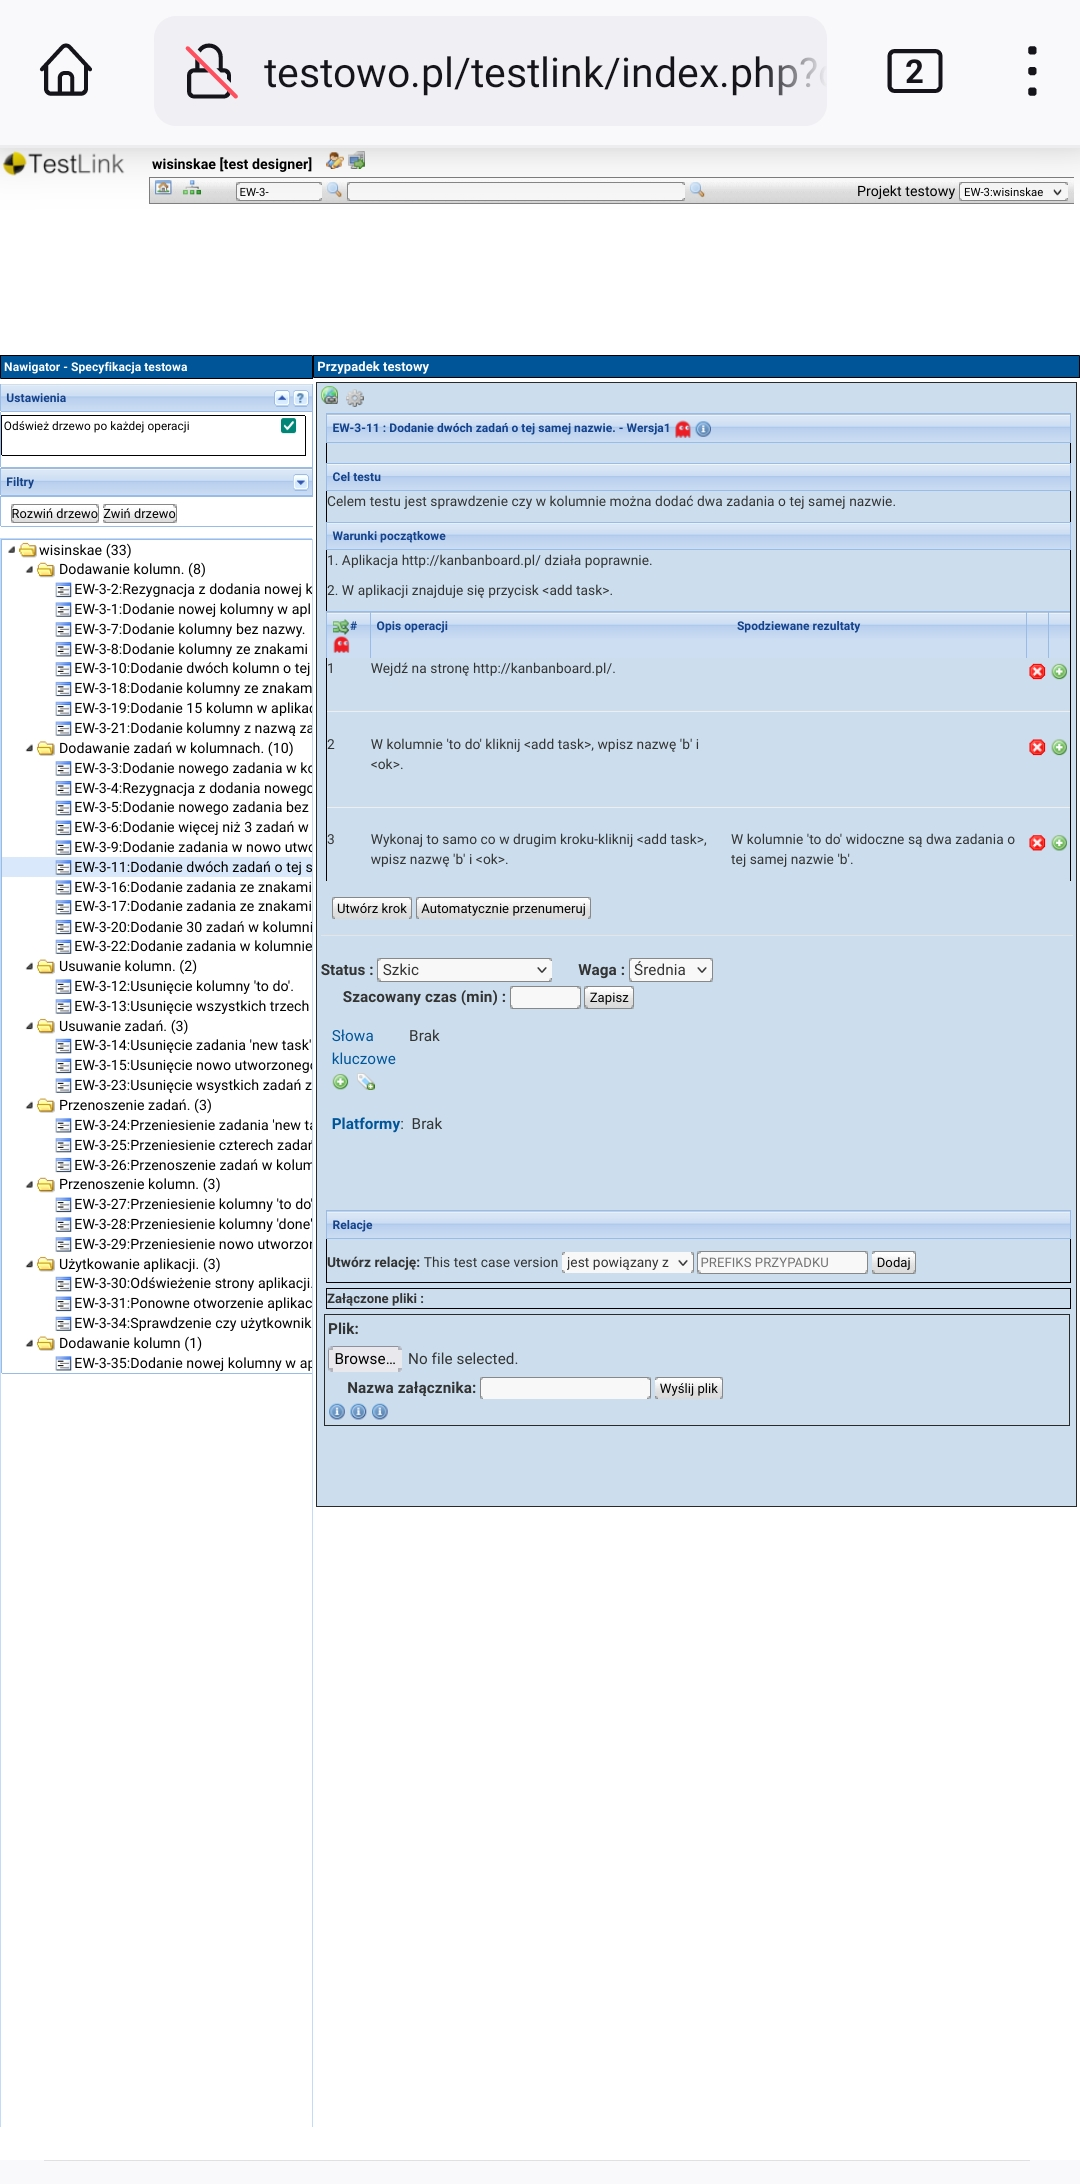 testowo.pl/testlink/index.php?
2
TestLink
wisinskae [test designer]
EW-3-
Projekt testowy EW-3:wisinskae
Nawigator - Specyfikacja testowa
Ustawienia
?
Odśwież drzewo po każdej operacji
Filtry
Rozwiń drzewo Zwiń drzewo
wisinskae (33)
Dodawanie kolumn. (8)
EW-3-2:Rezygnacja z dodania nowej k
EW-3-1:Dodanie nowej kolumny w apl
EW-3-7:Dodanie kolumny bez nazwy.
EW-3-8:Dodanie kolumny ze znakami
EW-3-10:Dodanie dwóch kolumn o tej
EW-3-18:Dodanie kolumny ze znakam
EW-3-19:Dodanie 15 kolumn w aplikac
EW-3-21:Dodanie kolumny z nazwą za
Dodawanie zadań w kolumnach. (10)
EW-3-3:Dodanie nowego zadania w ko
EW-3-4:Rezygnacja z dodania nowego
EW-3-5:Dodanie nowego zadania bez
EW-3-6:Dodanie więcej niż 3 zadań w
EW-3-9:Dodanie zadania w nowo utwo
EW-3-11:Dodanie dwóch zadań o tej s
EW-3-16:Dodanie zadania ze znakami
EW-3-17:Dodanie zadania ze znakami
EW-3-20:Dodanie 30 zadań w kolumni
EW-3-22:Dodanie zadania w kolumnie
Usuwanie kolumn. (2)
EW-3-12:Usunięcie kolumny 'to do'.
EW-3-13:Usunięcie wszystkich trzech
Usuwanie zadań. (3)
EW-3-14:Usunięcie zadania 'new task'
EW-3-15:Usunięcie nowo utworzonego
EW-3-23:Usunięcie wsystkich zadań z
Przenoszenie zadań. (3)
EW-3-24:Przeniesienie zadania 'new ta
EW-3-25:Przeniesienie czterech zadań
EW-3-26:Przenoszenie zadań w kolum
Przenoszenie kolumn. (3)
EW-3-27:Przeniesienie kolumny 'to do'
EW-3-28:Przeniesienie kolumny 'done'
EW-3-29:Przeniesienie nowo utworzon
Użytkowanie aplikacji. (3)
EW-3-30:Odświeżenie strony aplikacji.
EW-3-31:Ponowne otworzenie aplikac
EW-3-34:Sprawdzenie czy użytkownik
Dodawanie kolumn (1)
EW-3-35:Dodanie nowej kolumny w ap
Przypadek testowy
EW-3-11 : Dodanie dwóch zadań o tej samej nazwie. - Wersja1
Cel testu
Celem testu jest sprawdzenie czy w kolumnie można dodać dwa zadania o tej samej nazwie.
Warunki początkowe
1. Aplikacja http://kanbanboard.pl/ działa poprawnie.
2. W aplikacji znajduje się przycisk <add task>.
# Opis operacji Spodziewane rezultaty
1 Wejdź na stronę http://kanbanboard.pl/.
2 W kolumnie 'to do' kliknij <add task>, wpisz nazwę 'b' i
<ok>.
3 Wykonaj to samo co w drugim kroku-kliknij <add task>, W kolumnie 'to do' widoczne są dwa zadania o
wpisz nazwę 'b' i <ok>. tej samej nazwie 'b'.
Utwórz krok Automatycznie przenumeruj
Status : Szkic Waga : Średnia
Szacowany czas (min) : Zapisz
Słowa Brak
kluczowe
Platformy: Brak
Relacje
Utwórz relację: This test case version jest powiązany z PREFIKS PRZYPADKU Dodaj
Załączone pliki :
Plik:
Browse... No file selected.
Nazwa załącznika: Wyślij plik